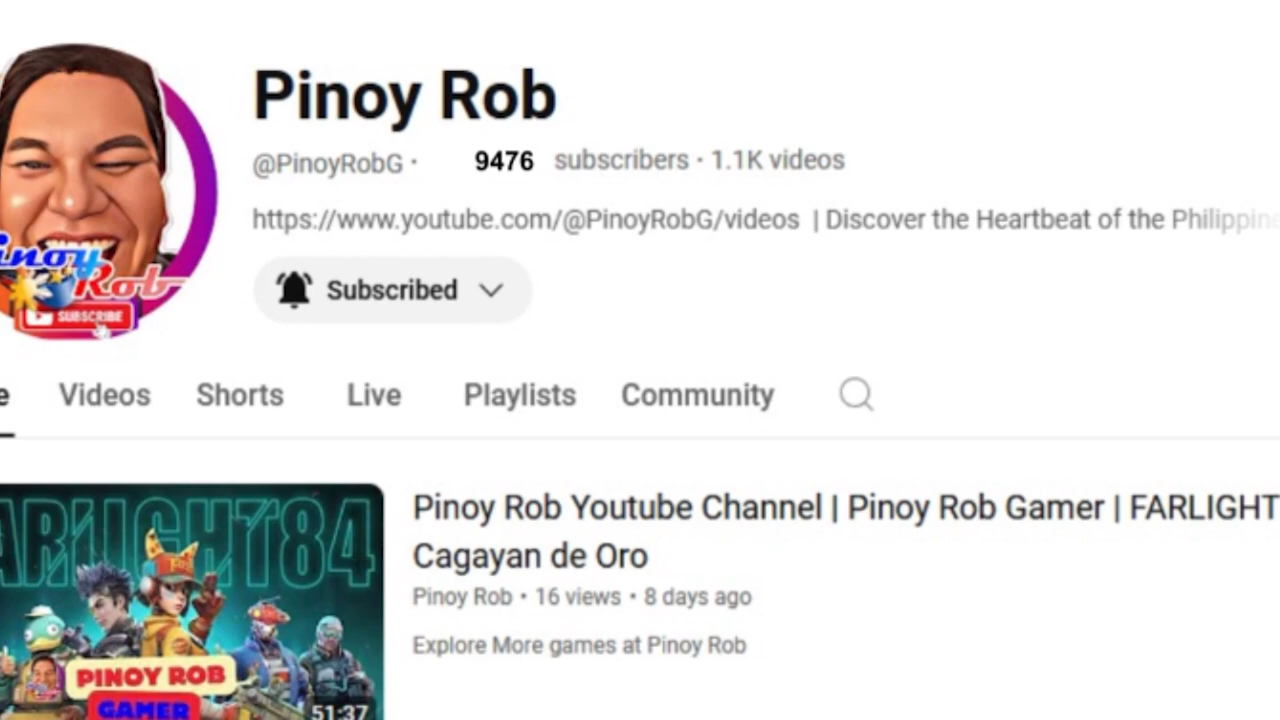 Pinoy Rob
@PinoyRobG · 9476 subscribers · 1.1K videos
https://www.youtube.com/@PinoyRobG/videos | Discover the Heartbeat of the Philippine
Subscribed
inoy
Rob
SUBSCRIBE
e Videos Shorts Live Playlists Community
ARLIGHT84
PINOY ROB
GAMER
51:37
Pinoy Rob Youtube Channel | Pinoy Rob Gamer | FARLIGHT
Cagayan de Oro
Pinoy Rob • 16 views • 8 days ago
Explore More games at Pinoy Rob